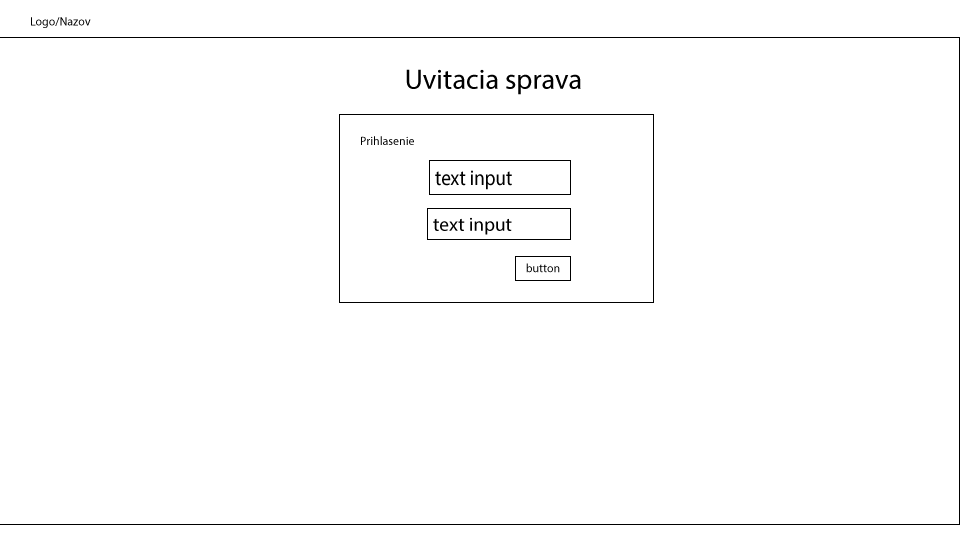 Logo/Nazov
Uvitacia sprava
Prihlasenie
text input
text input
button